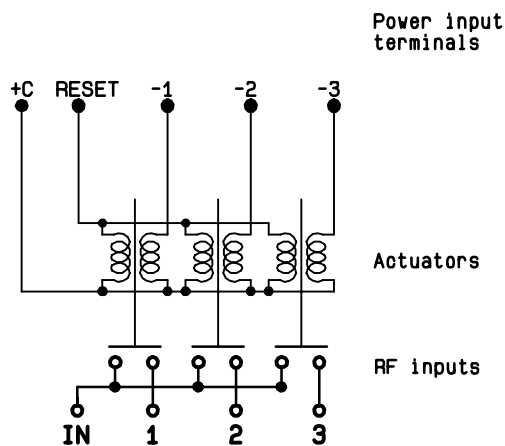 Power input
terminals
+C RESET -1 -2 -3
Actuators
RF inputs
IN 1 2 3